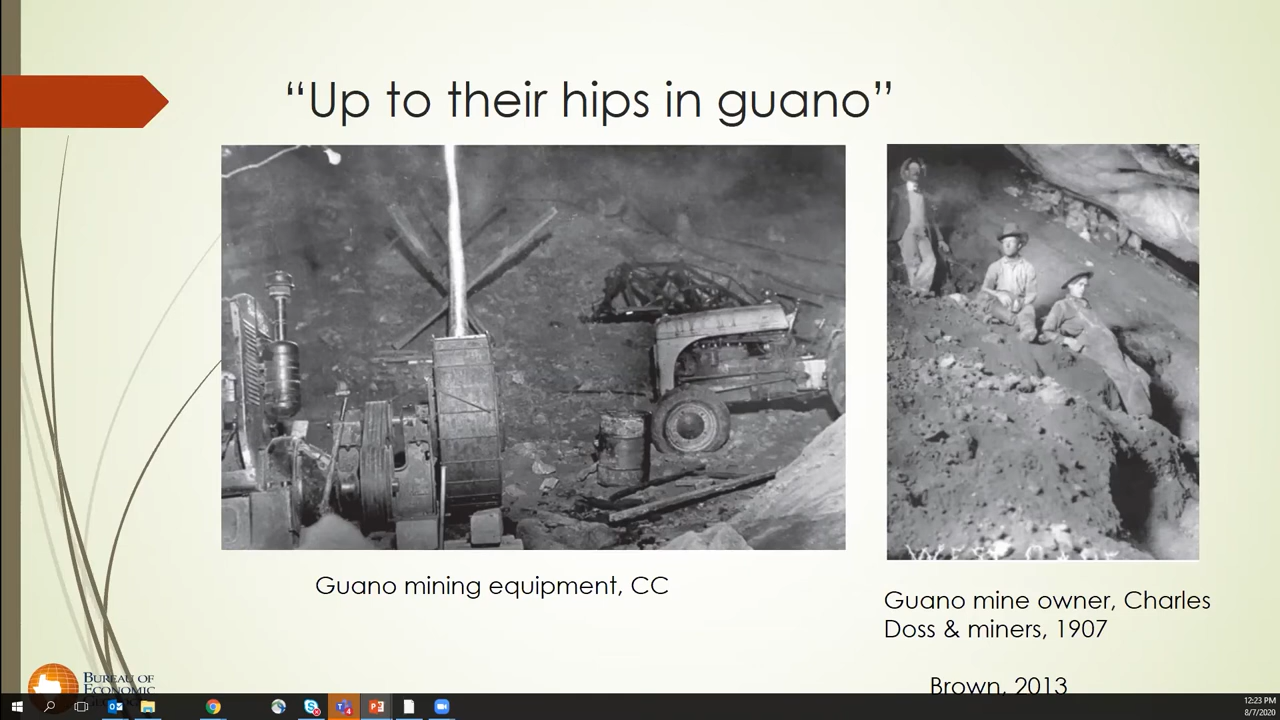 “Up to their hips in guano”
Guano mining equipment, CC
Guano mine owner, Charles
Doss & miners, 1907
Brown, 2013
BUREAU OF
ECONOMIC
12:23 PM
8/7/2020